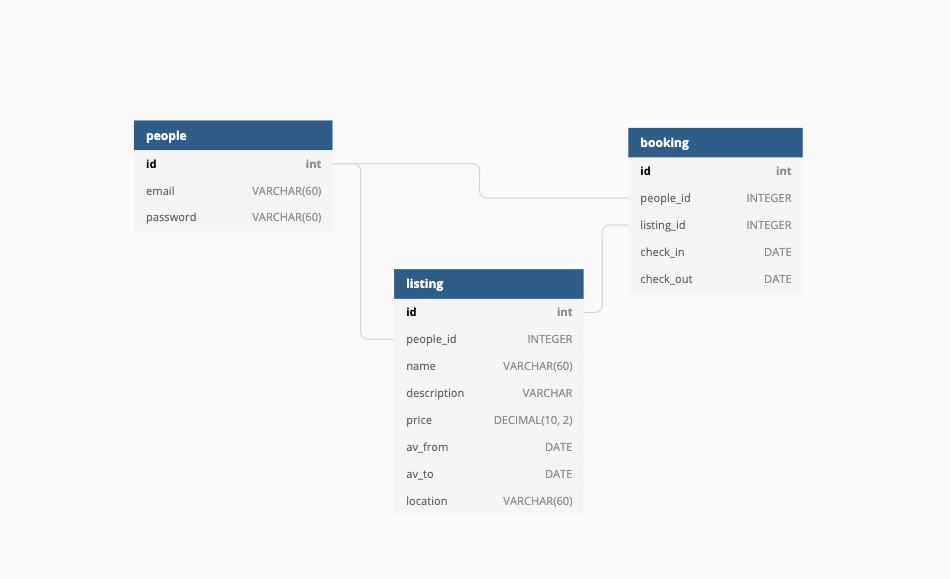 people
id int
email VARCHAR(60)
password VARCHAR(60)
booking
id int
people_id INTEGER
listing_id INTEGER
check_in DATE
check_out DATE
listing
id int
people_id INTEGER
name VARCHAR(60)
description VARCHAR
price DECIMAL(10, 2)
av_from DATE
av_to DATE
location VARCHAR(60)